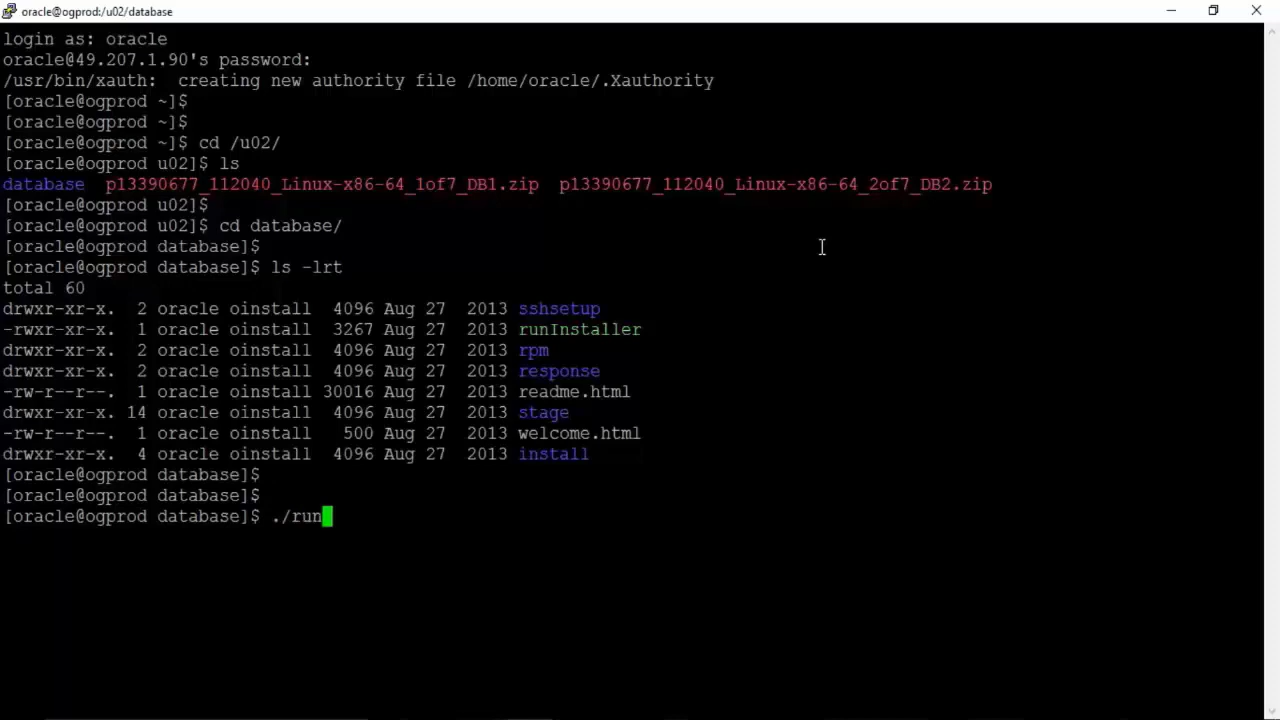 oracle@ogprod:/u02/database
login as: oracle
oracle@49.207.1.90's password:
/usr/bin/xauth:  creating new authority file /home/oracle/.Xauthority
[oracle@ogprod ~]$
[oracle@ogprod ~]$
[oracle@ogprod ~]$ cd /u02/
[oracle@ogprod u02]$ ls
database  p13390677_112040_Linux-x86-64_1of7_DB1.zip  p13390677_112040_Linux-x86-64_2of7_DB2.zip
[oracle@ogprod u02]$
[oracle@ogprod u02]$ cd database/
[oracle@ogprod database]$
[oracle@ogprod database]$ ls -lrt
total 60
drwxr-xr-x.  2 oracle oinstall  4096 Aug 27  2013 sshsetup
-rwxr-xr-x.  1 oracle oinstall  3267 Aug 27  2013 runInstaller
drwxr-xr-x.  2 oracle oinstall  4096 Aug 27  2013 rpm
drwxr-xr-x.  2 oracle oinstall  4096 Aug 27  2013 response
-rw-r--r--.  1 oracle oinstall 30016 Aug 27  2013 readme.html
drwxr-xr-x. 14 oracle oinstall  4096 Aug 27  2013 stage
-rw-r--r--.  1 oracle oinstall   500 Aug 27  2013 welcome.html
drwxr-xr-x.  4 oracle oinstall  4096 Aug 27  2013 install
[oracle@ogprod database]$
[oracle@ogprod database]$
[oracle@ogprod database]$ ./run